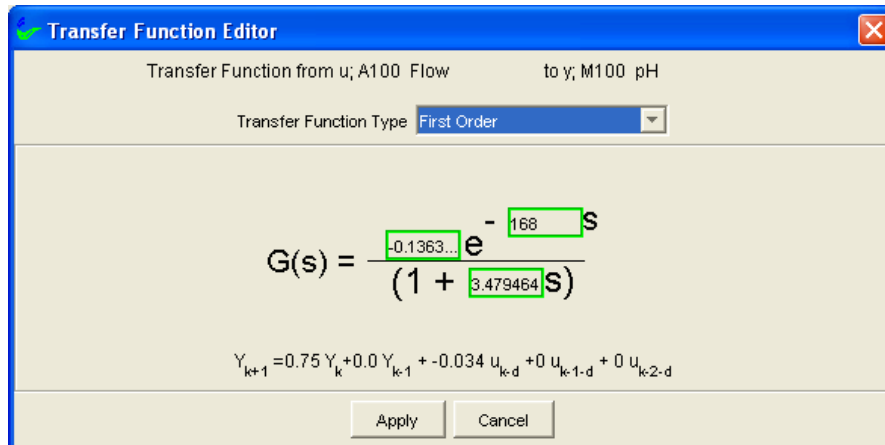 Transfer Function Editor
Transfer Function from u; A100 Flow to y; M100 pH
Transfer Function Type First Order
G(s) = -0.1363... e - 168 s
(1 + 3.479464 s)
Yk+1 =0.75 Yk+0.0 Yk-1 + -0.034 uk-d +0 uk-1-d + 0 uk-2-d
Apply Cancel